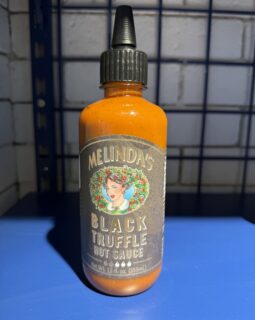 MELINDA'S
BLACK
TRUFFLE
HOT SAUCE